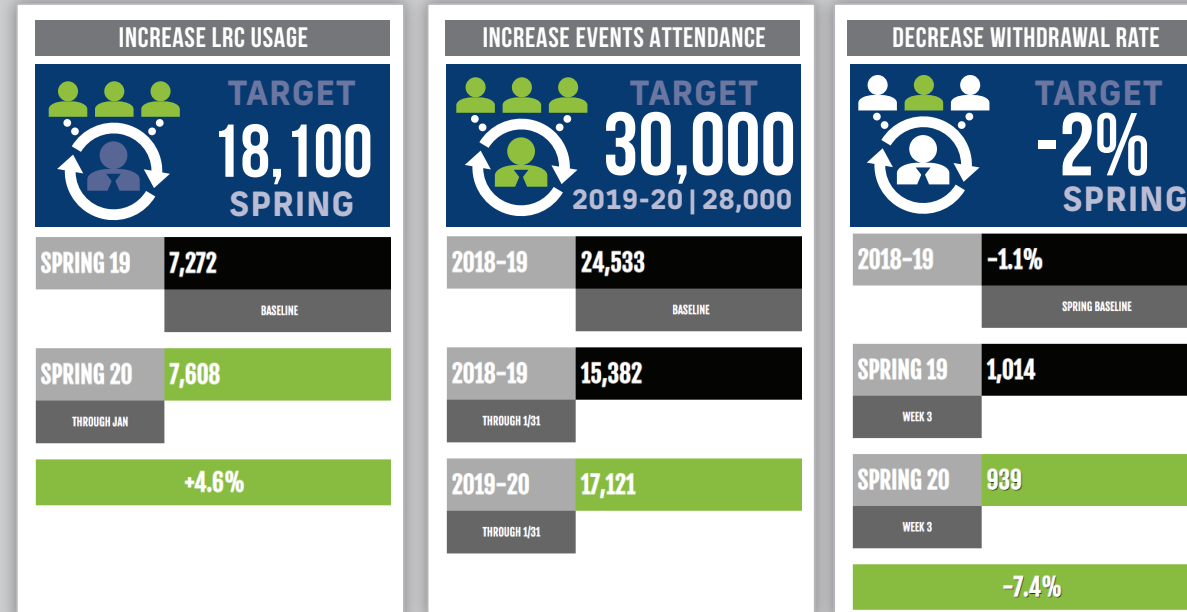 INCREASE LRC USAGE
TARGET
18,100
SPRING
SPRING 19 7,272
BASELINE
SPRING 20 7,608
THROUGH JAN
+4.6%
INCREASE EVENTS ATTENDANCE
TARGET
30,000
2019-20 | 28,000
2018-19 24,533
BASELINE
2018-19 15,382
THROUGH 1/31
2019-20 17,121
THROUGH 1/31
DECREASE WITHDRAWAL RATE
TARGET
-2%
SPRING
2018-19 -1.1%
SPRING BASELINE
SPRING 19 1,014
WEEK 3
SPRING 20 939
WEEK 3
-7.4%